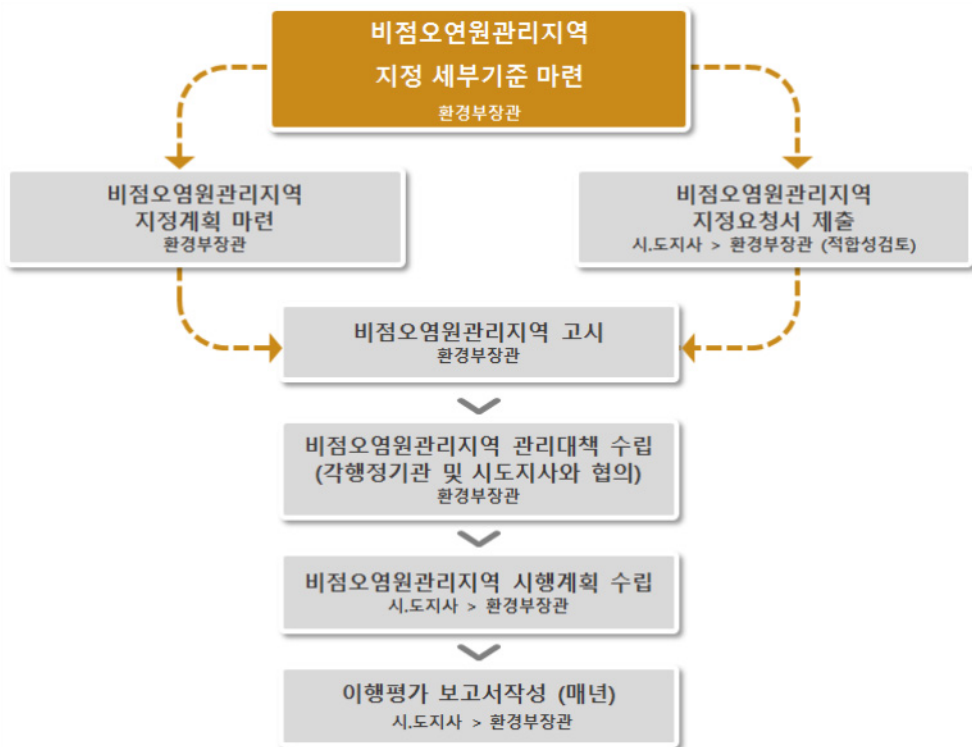 비점오연원관리지역
지정 세부기준 마련
환경부장관
비점오염원관리지역
지정계획 마련
환경부장관
비점오염원관리지역
지정요청서 제출
시.도지사 > 환경부장관 (적합성검토)
비점오염원관리지역 고시
환경부장관
비점오염원관리지역 관리대책 수립
(각행정기관 및 시도지사와 협의)
환경부장관
비점오염원관리지역 시행계획 수립
시.도지사 > 환경부장관
이행평가 보고서작성 (매년)
시.도지사 > 환경부장관